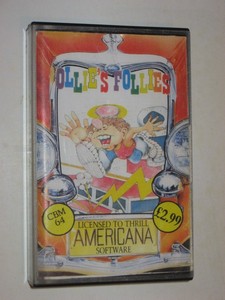 OLLIE'S FOLLIES
CBM
64
£2.99
LICENSED TO THRILL
AMERICANA
SOFTWARE